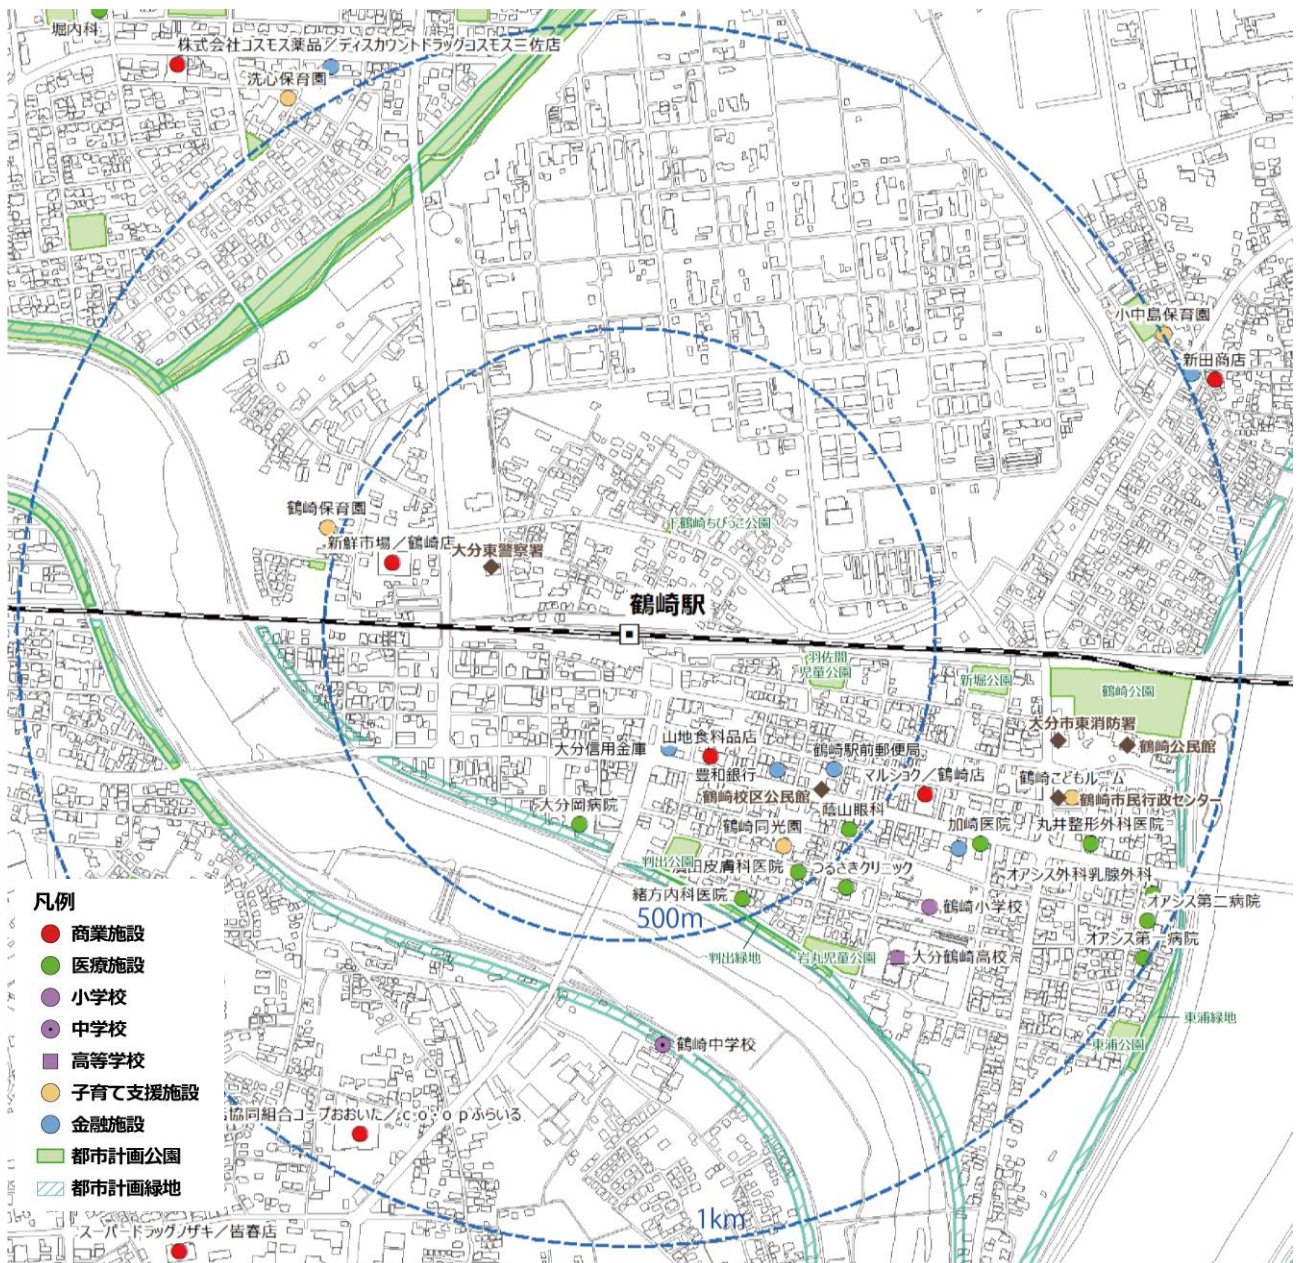 堀内科
株式会社コスモス薬品／ディスカウントドラッグコスモス三佐店
洗心保育園
小中島保育園
新田商店
鶴崎保育園
新鮮市場／鶴崎店
大分東警察署
下鶴崎ちびっこ公園
鶴崎駅
羽佐間
児童公園
新堀公園
鶴崎公園
大分市東消防署
鶴崎公民館
大分信用金庫
山地食料品店
鶴崎駅前郵便局
豊和銀行
マルショク／鶴崎店
鶴崎こどもルーム
鶴崎校区公民館
鶴崎市民行政センター
大分岡病院
蔭山眼科
鶴崎同光園
加崎医院
丸井整形外科医院
判田公園
皮膚科医院
つるさきクリニック
オアシス外科乳腺外科
緒方内科医院
オアシス第二病院
鶴崎小学校
500m
オアシス第一病院
判田緑地
岩丸児童公園
大分鶴崎高校
東浦緑地
東浦公園
鶴崎中学校
協同組合コープおおいた／ｃｏ・ｏｐふらいる
1km
スーパードラッグノザキ／皆春店
凡例
商業施設
医療施設
小学校
中学校
高等学校
子育て支援施設
金融施設
都市計画公園
都市計画緑地